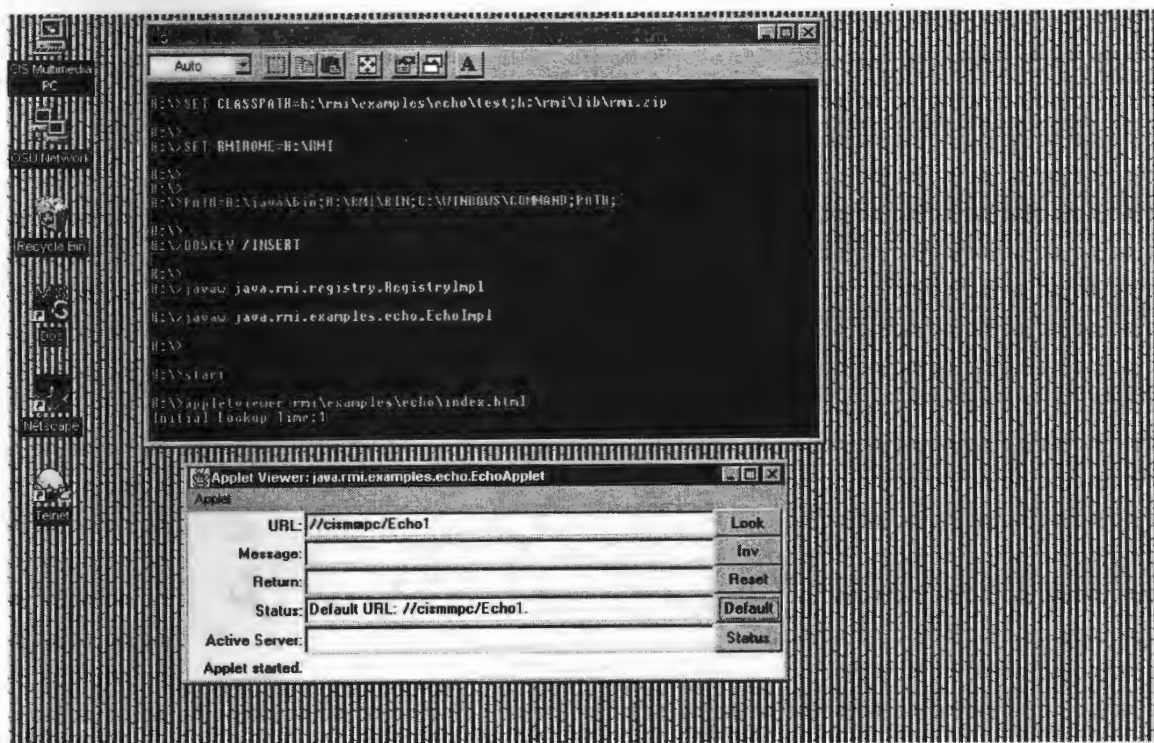 CIS Multimedia
PC
OSU Network
Recycle Bin
Netscape
Telnet
Auto
A
H:\>SET CLASSPATH=h:\rmi\examples\echo\test;h:\rmi\lib\rmi.zip
H:\>
H:\>SET RMIHOME=H:\RMI
H:\>
H:\>
H:\>PATH=H:\java\bin;H:\RMI\BIN;C:\WINDOWS\COMMAND;PATH;
H:\>
H:\>DOSKEY /INSERT
H:\>
H:\>javaw java.rmi.registry.RegistryImpl
H:\>javaw java.rmi.examples.echo.EchoImpl
H:\>
H:\>start
H:\>appletviewer rmi\examples\echo\index.html
Initial Lookup Time:1
Applet Viewer: java.rmi.examples.echo.EchoApplet
Applet
URL: //cismmpc/Echo1 Look
Message: Inv
Return: Reset
Status: Default URL: //cismmpc/Echo1. Default
Active Server: Status
Applet started.